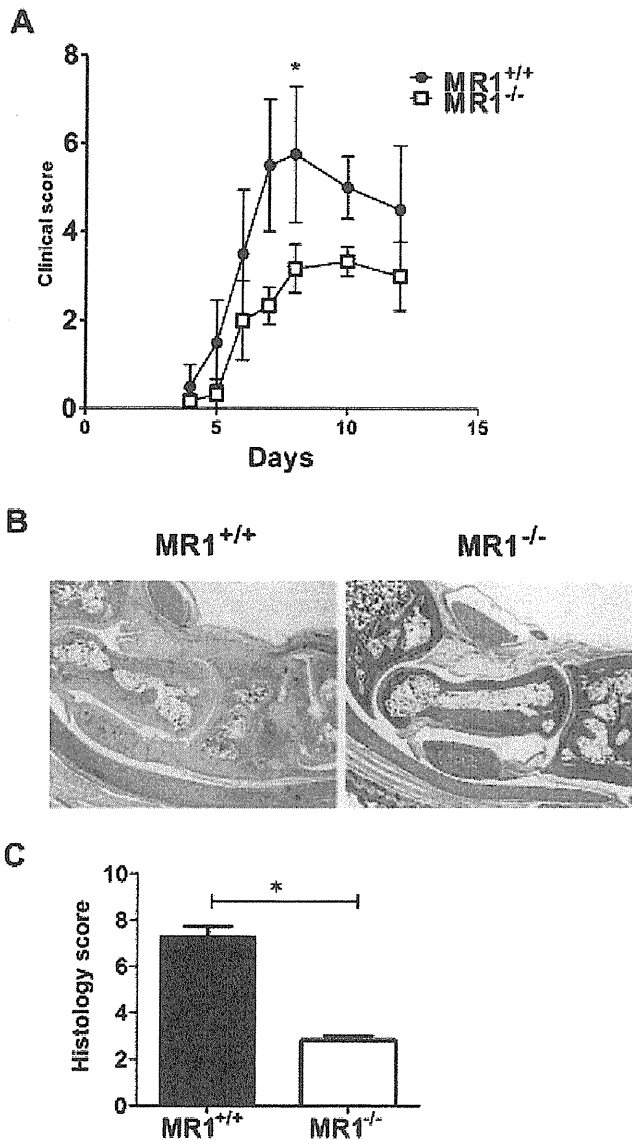 A
8
6
4
2
0
Clinical score
*
MR1+/+
MR1-/-
0
5
10
15
Days
B
MR1+/+
MR1-/-
C
10
8
6
4
2
0
Histology score
*
MR1+/+
MR1-/-